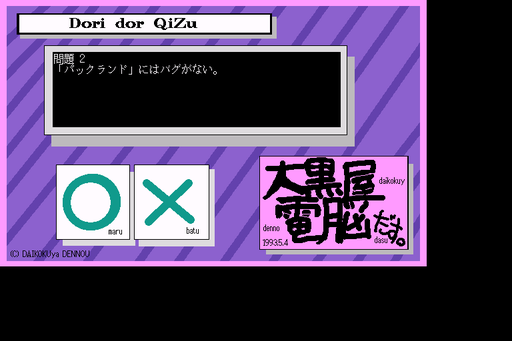 Dori dor QiZu
問題 2
「パックランド」にはバグがない。
maru
batu
大黒屋
daikokuy
電脳だす。
denno
dasu
1993.5.4
(C) DAIKOKUya DENNOU